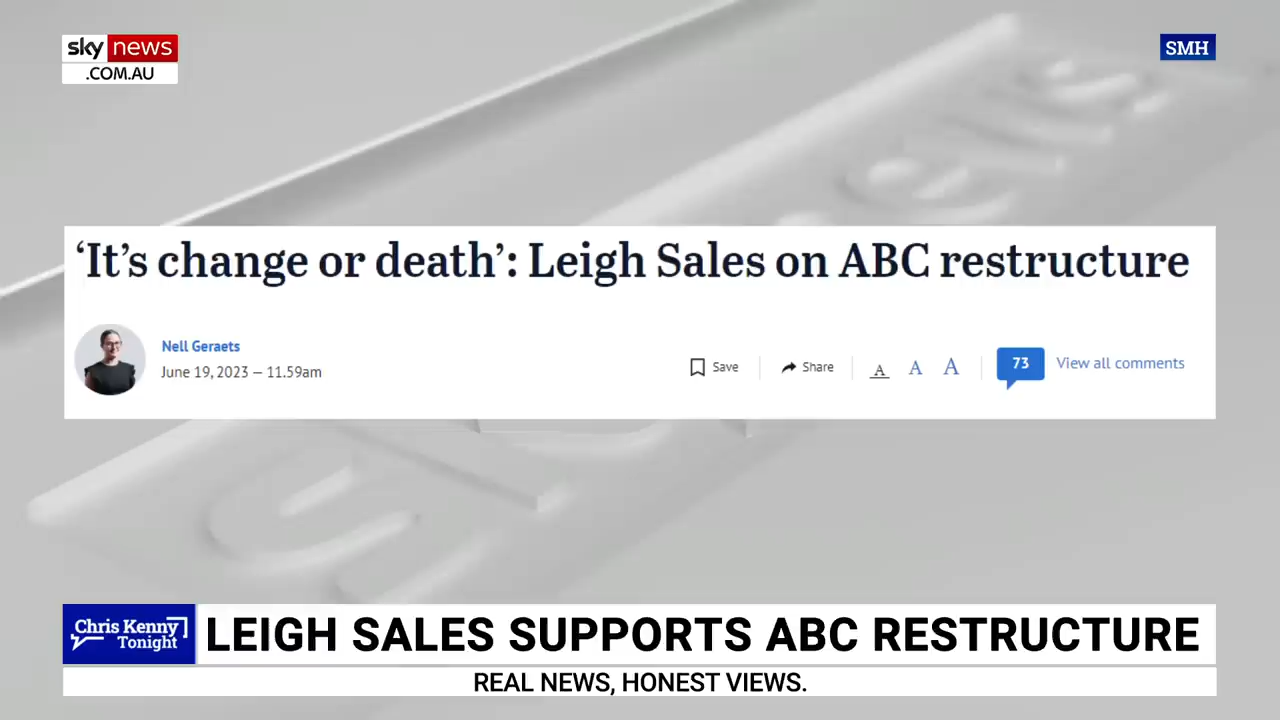 sky news
.COM.AU
SMH
‘It’s change or death’: Leigh Sales on ABC restructure
Nell Geraets
June 19, 2023 — 11.59am
Save
Share
A A A
73
View all comments
Chris Kenny
Tonight
LEIGH SALES SUPPORTS ABC RESTRUCTURE
REAL NEWS, HONEST VIEWS.